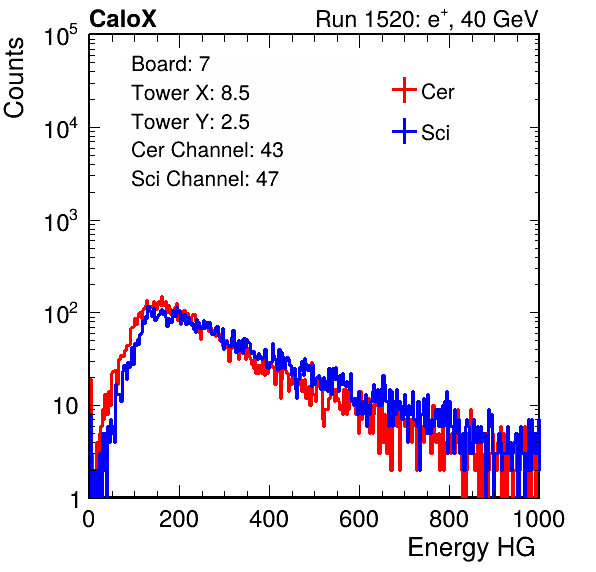 CaloX Run 1520: e⁺, 40 GeV
Counts
Board: 7
Tower X: 8.5
Tower Y: 2.5
Cer Channel: 43
Sci Channel: 47
Cer
Sci
10⁵
10⁴
10³
10²
10
1
0 200 400 600 800 1000
Energy HG